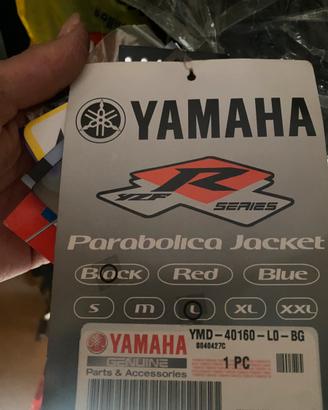 YAMAHA
YZF R SERIES
Parabolica Jacket
Black Red Blue
S M L XL XXL
YAMAHA YMD-40160-L0-BG
8040427C
GENUINE 1 PC
Parts & Accessories